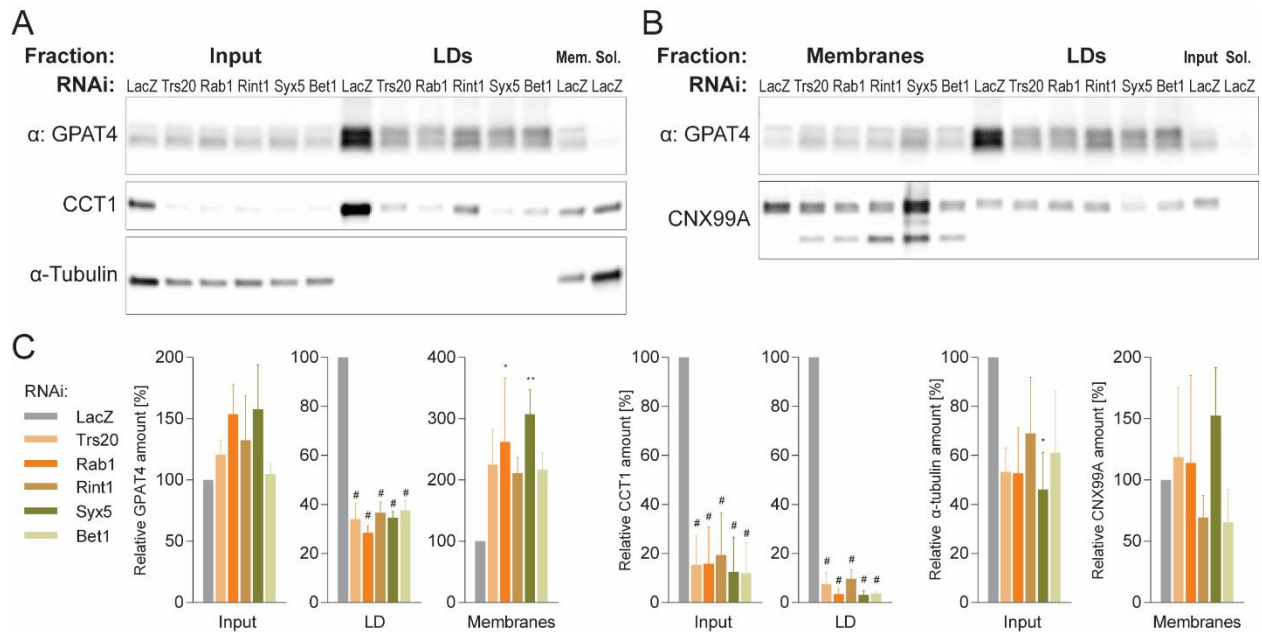 A
Fraction: Input LDs Mem. Sol.
RNAi: LacZ Trs20 Rab1 Rint1 Syx5 Bet1 LacZ Trs20 Rab1 Rint1 Syx5 Bet1 LacZ LacZ
α: GPAT4
CCT1
α-Tubulin
B
Fraction: Membranes LDs Input Sol.
RNAi: LacZ Trs20 Rab1 Rint1 Syx5 Bet1 LacZ Trs20 Rab1 Rint1 Syx5 Bet1 LacZ LacZ
α: GPAT4
CNX99A
C
RNAi:
LacZ
Trs20
Rab1
Rint1
Syx5
Bet1
Relative GPAT4 amount [%]
200
150
100
50
0
Input
100
80
60
40
20
0
# # # # #
LD
400
300
200
100
0
* **
Membranes
Relative CCT1 amount [%]
100
80
60
40
20
0
# # # # #
Input
100
80
60
40
20
0
# # # # #
LD
Relative α-tubulin amount [%]
100
80
60
40
20
0
*
Input
Relative CNX99A amount [%]
200
150
100
50
0
Membranes